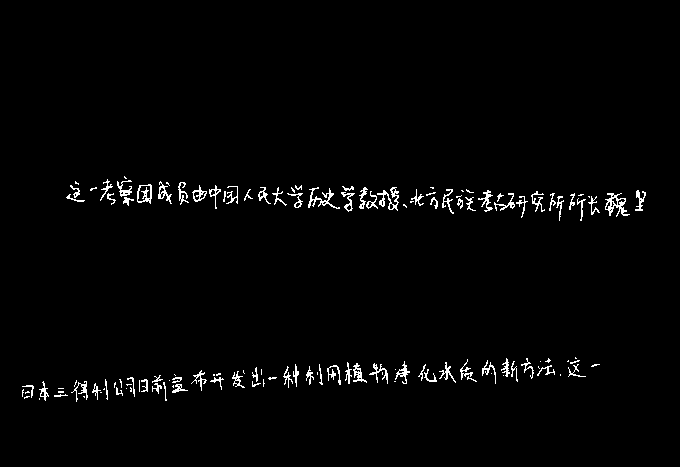 这一考察团成员由中国人民大学历史学教授、北方民族考古研究所所长魏坚
日本三得利公司日前宣布开发出一种利用植物净化水质的新方法.这一